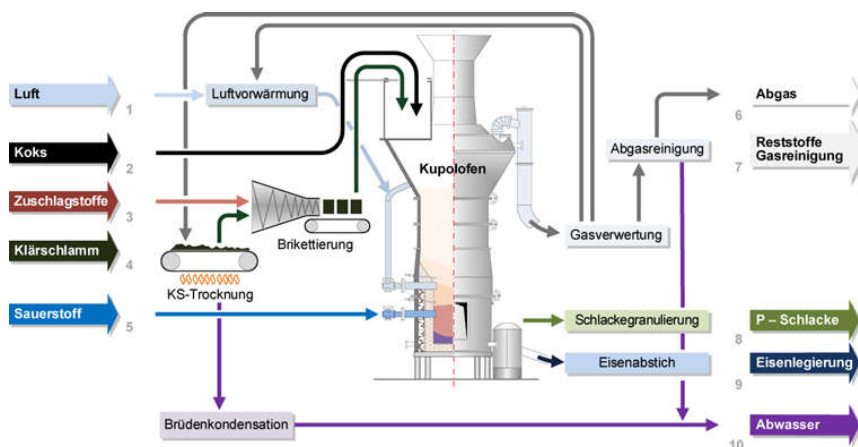 Luft
1
Luftvorwärmung
Abgas
6
Koks
2
Abgasreinigung
Reststoffe
Gasreinigung
7
Kupolofen
Zuschlagstoffe
3
Gasverwertung
Brikettierung
Klärschlamm
4
KS-Trocknung
Sauerstoff
5
Schlackegranulierung
P – Schlacke
8
Eisenabstich
Eisenlegierung
9
Brüdenkondensation
Abwasser
10